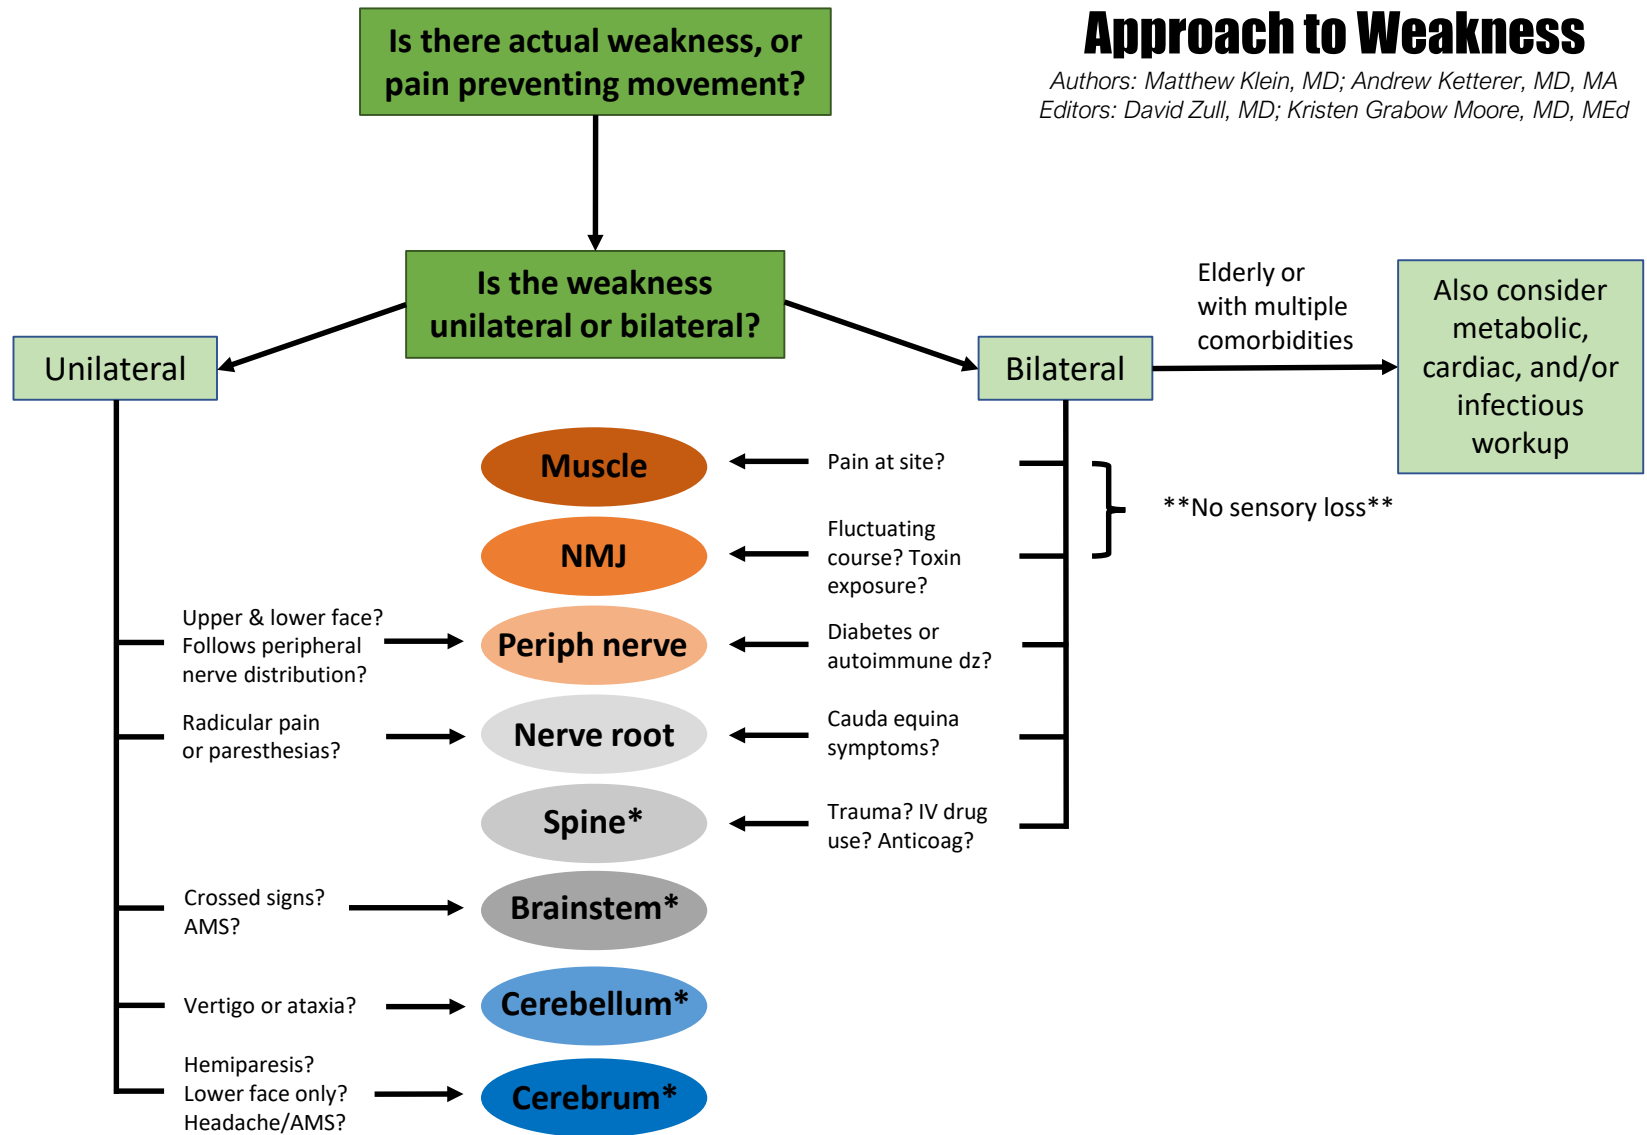 Approach to Weakness
Authors: Matthew Klein, MD; Andrew Ketterer, MD, MA
Editors: David Zull, MD; Kristen Grabow Moore, MD, MEd
Is there actual weakness, or
pain preventing movement?
Is the weakness
unilateral or bilateral?
Unilateral
Bilateral
Elderly or
with multiple
comorbidities
Also consider
metabolic,
cardiac, and/or
infectious
workup
Muscle
Pain at site?
**No sensory loss**
NMJ
Fluctuating
course? Toxin
exposure?
Upper & lower face?
Follows peripheral
nerve distribution?
Periph nerve
Diabetes or
autoimmune dz?
Radicular pain
or paresthesias?
Nerve root
Cauda equina
symptoms?
Spine*
Trauma? IV drug
use? Anticoag?
Crossed signs?
AMS?
Brainstem*
Vertigo or ataxia?
Cerebellum*
Hemiparesis?
Lower face only?
Headache/AMS?
Cerebrum*